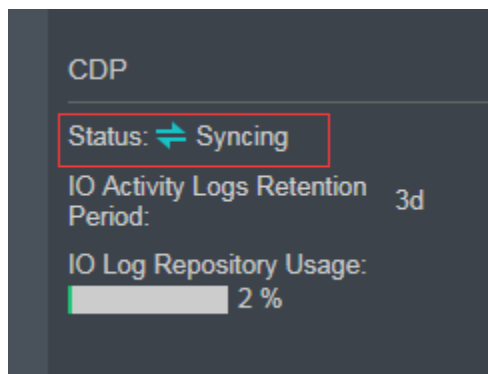 CDP
Status: Syncing
IO Activity Logs Retention
Period:
3d
IO Log Repository Usage:
2 %